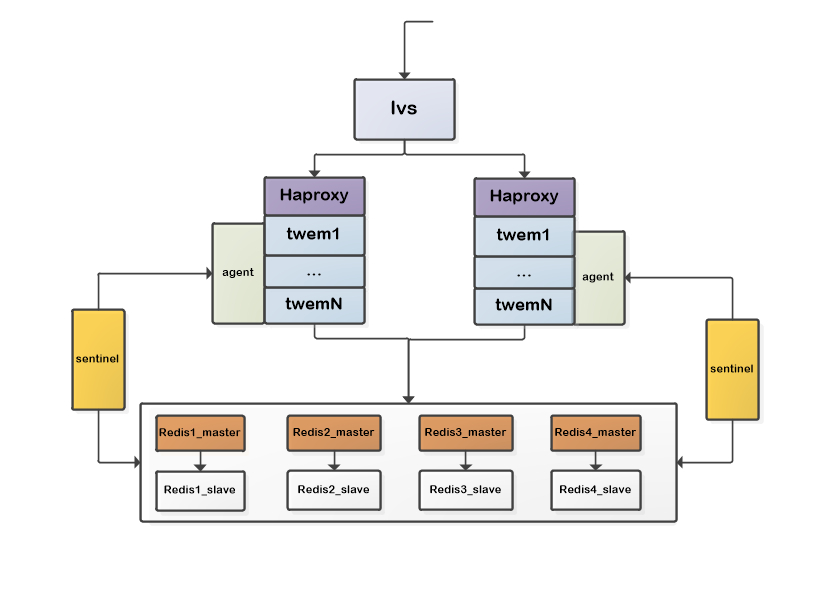 lvs
Haproxy
Haproxy
twem1
twem1
agent
...
...
agent
twemN
twemN
sentinel
sentinel
Redis1_master
Redis2_master
Redis3_master
Redis4_master
Redis1_slave
Redis2_slave
Redis3_slave
Redis4_slave